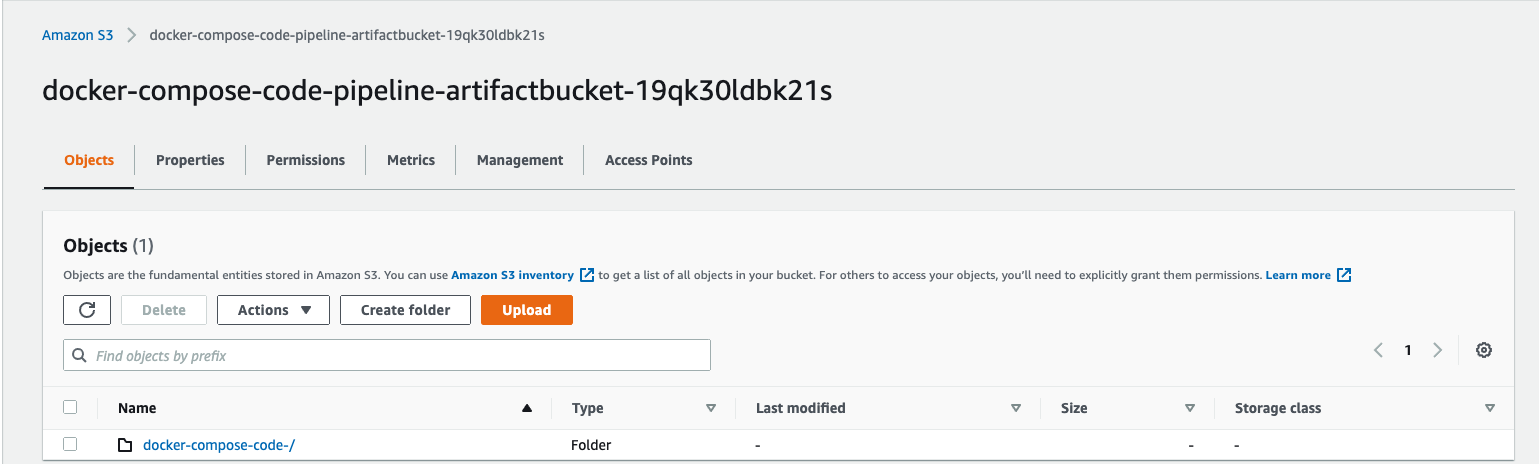 Amazon S3 > docker-compose-code-pipeline-artifactbucket-19qk30ldbk21s
docker-compose-code-pipeline-artifactbucket-19qk30ldbk21s
Objects Properties Permissions Metrics Management Access Points
Objects (1)
Objects are the fundamental entities stored in Amazon S3. You can use Amazon S3 inventory to get a list of all objects in your bucket. For others to access your objects, you'll need to explicitly grant them permissions. Learn more
Delete Actions Create folder Upload
Find objects by prefix 1
Name Type Last modified Size Storage class
docker-compose-code-/ Folder - - -